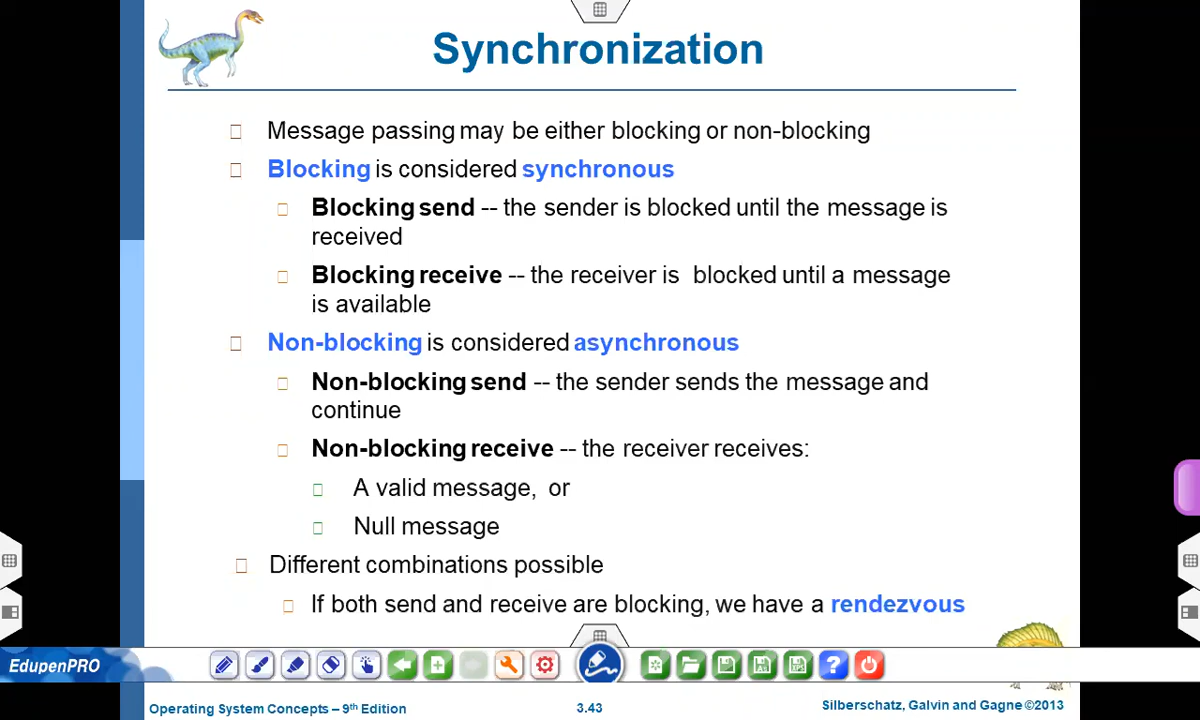 Synchronization
Message passing may be either blocking or non-blocking
Blocking is considered synchronous
Blocking send -- the sender is blocked until the message is
received
Blocking receive -- the receiver is blocked until a message
is available
Non-blocking is considered asynchronous
Non-blocking send -- the sender sends the message and
continue
Non-blocking receive -- the receiver receives:
A valid message, or
Null message
Different combinations possible
If both send and receive are blocking, we have a rendezvous
EdupenPRO
Operating System Concepts – 9th Edition
3.43
Silberschatz, Galvin and Gagne ©2013